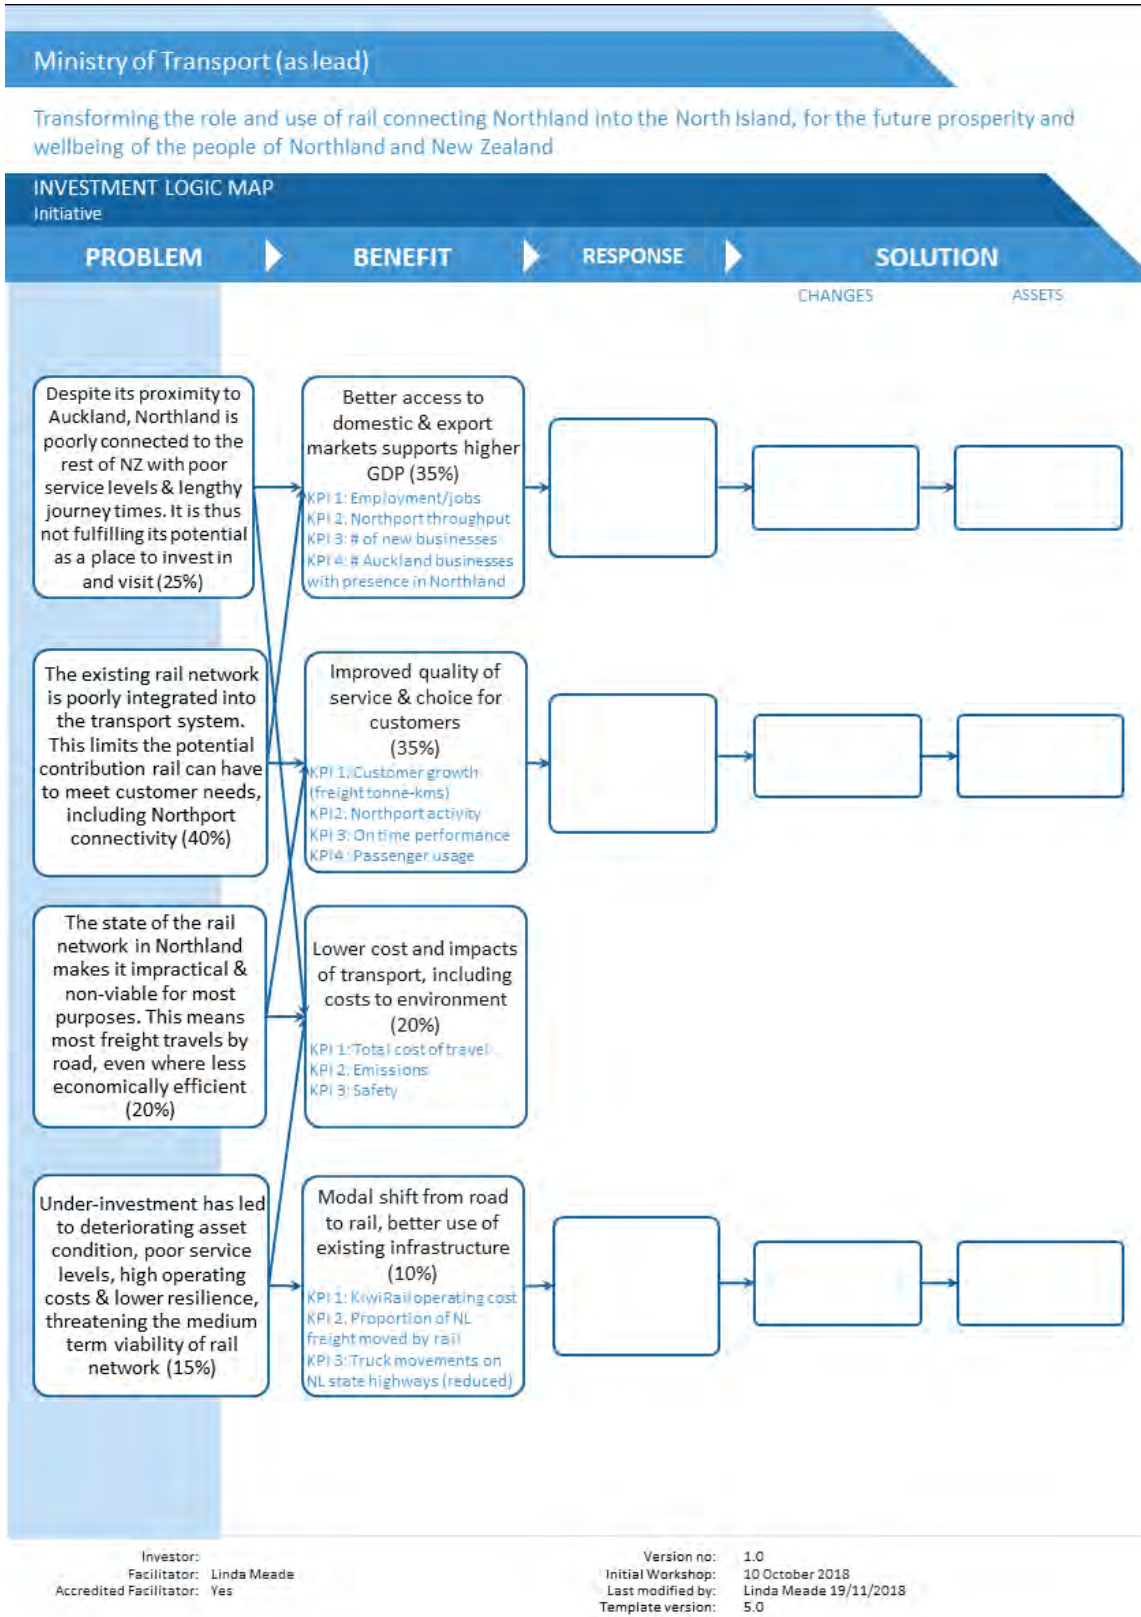 Ministry of Transport (as lead)
Transforming the role and use of rail connecting Northland into the North Island, for the future prosperity and
wellbeing of the people of Northland and New Zealand
INVESTMENT LOGIC MAP
Initiative
PROBLEM
BENEFIT
RESPONSE
SOLUTION
CHANGES
ASSETS
Despite its proximity to
Auckland, Northland is
poorly connected to the
rest of NZ with poor
service levels & lengthy
journey times. It is thus
not fulfilling its potential
as a place to invest in
and visit (25%)
Better access to
domestic & export
markets supports higher
GDP (35%)
KPI 1: Employment/jobs
KPI 2: Northport throughput
KPI 3: # of new businesses
KPI 4: # Auckland businesses
with presence in Northland
The existing rail network
is poorly integrated into
the transport system.
This limits the potential
contribution rail can have
to meet customer needs,
including Northport
connectivity (40%)
Improved quality of
service & choice for
customers
(35%)
KPI 1: Customer growth
(freight tonne-kms)
KPI2: Northport activity
KPI 3: On time performance
KPI4: Passenger usage
The state of the rail
network in Northland
makes it impractical &
non-viable for most
purposes. This means
most freight travels by
road, even where less
economically efficient
(20%)
Lower cost and impacts
of transport, including
costs to environment
(20%)
KPI 1: Total cost of travel
KPI 2: Emissions
KPI 3: Safety
Under-investment has led
to deteriorating asset
condition, poor service
levels, high operating
costs & lower resilience,
threatening the medium
term viability of rail
network (15%)
Modal shift from road
to rail, better use of
existing infrastructure
(10%)
KPI 1: KiwiRail operating cost
KPI 2: Proportion of NL
freight moved by rail
KPI 3: Truck movements on
NL state highways (reduced)
Investor:
Facilitator: Linda Meade
Accredited Facilitator: Yes
Version no: 1.0
Initial Workshop: 10 October 2018
Last modified by: Linda Meade 19/11/2018
Template version: 5.0